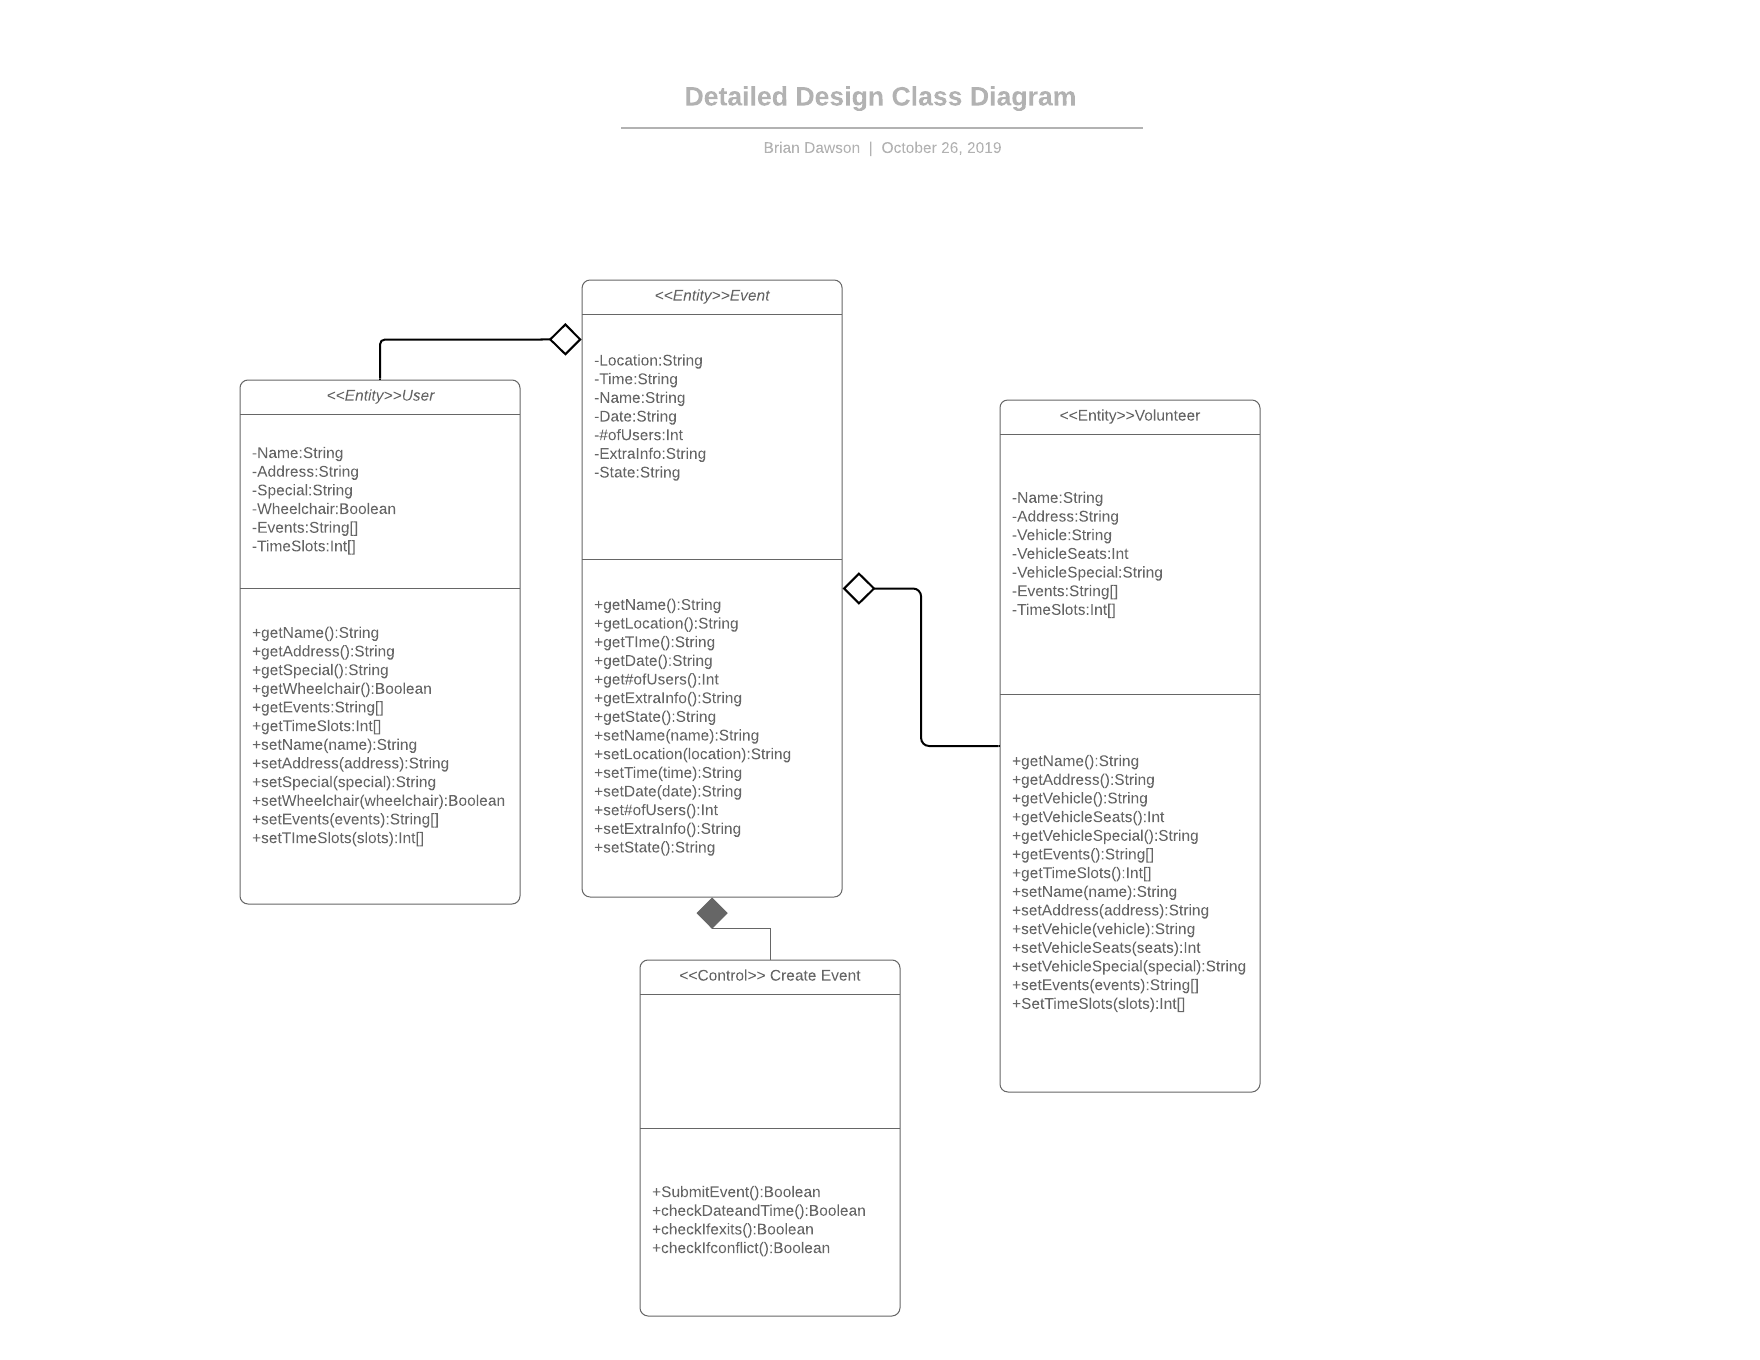 Detailed Design Class Diagram
Brian Dawson | October 26, 2019
<<Entity>>Event
-Location:String
-Time:String
-Name:String
-Date:String
-#ofUsers:Int
-ExtraInfo:String
-State:String
+getName():String
+getLocation():String
+getTIme():String
+getDate():String
+get#ofUsers():Int
+getExtraInfo():String
+getState():String
+setName(name):String
+setLocation(location):String
+setTime(time):String
+setDate(date):String
+set#ofUsers():Int
+setExtraInfo():String
+setState():String
<<Entity>>User
-Name:String
-Address:String
-Special:String
-Wheelchair:Boolean
-Events:String[]
-TimeSlots:Int[]
+getName():String
+getAddress():String
+getSpecial():String
+getWheelchair():Boolean
+getEvents:String[]
+getTimeSlots:Int[]
+setName(name):String
+setAddress(address):String
+setSpecial(special):String
+setWheelchair(wheelchair):Boolean
+setEvents(events):String[]
+setTImeSlots(slots):Int[]
<<Entity>>Volunteer
-Name:String
-Address:String
-Vehicle:String
-VehicleSeats:Int
-VehicleSpecial:String
-Events:String[]
-TimeSlots:Int[]
+getName():String
+getAddress():String
+getVehicle():String
+getVehicleSeats():Int
+getVehicleSpecial():String
+getEvents():String[]
+getTimeSlots():Int[]
+setName(name):String
+setAddress(address):String
+setVehicle(vehicle):String
+setVehicleSeats(seats):Int
+setVehicleSpecial(special):String
+setEvents(events):String[]
+SetTimeSlots(slots):Int[]
<<Control>> Create Event
+SubmitEvent():Boolean
+checkDateandTime():Boolean
+checkIfexits():Boolean
+checkIfconflict():Boolean